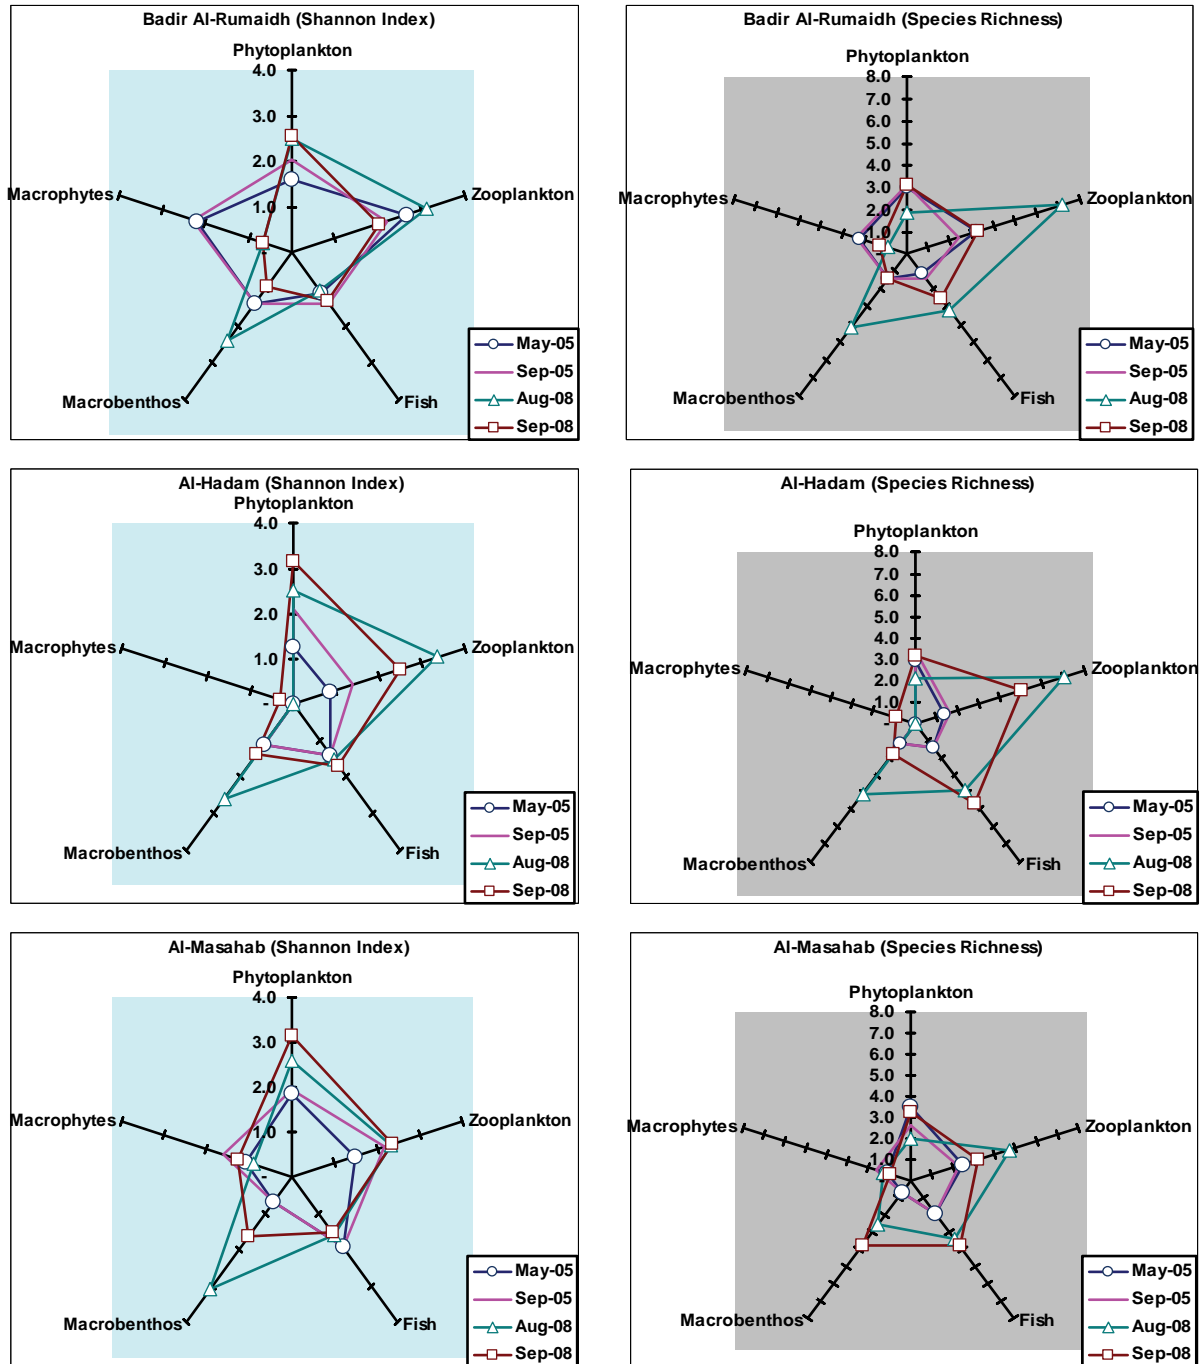 Badir Al-Rumaidh (Shannon Index)
Phytoplankton
4.0
3.0
2.0
1.0
-
Zooplankton
Macrophytes
Macrobenthos
Fish
May-05
Sep-05
Aug-08
Sep-08
Badir Al-Rumaidh (Species Richness)
Phytoplankton
8.0
7.0
6.0
5.0
4.0
3.0
2.0
1.0
-
Zooplankton
Macrophytes
Macrobenthos
Fish
May-05
Sep-05
Aug-08
Sep-08
Al-Hadam (Shannon Index)
Phytoplankton
4.0
3.0
2.0
1.0
-
Zooplankton
Macrophytes
Macrobenthos
Fish
May-05
Sep-05
Aug-08
Sep-08
Al-Hadam (Species Richness)
Phytoplankton
8.0
7.0
6.0
5.0
4.0
3.0
2.0
1.0
-
Zooplankton
Macrophytes
Macrobenthos
Fish
May-05
Sep-05
Aug-08
Sep-08
Al-Masahab (Shannon Index)
Phytoplankton
4.0
3.0
2.0
1.0
-
Zooplankton
Macrophytes
Macrobenthos
Fish
May-05
Sep-05
Aug-08
Sep-08
Al-Masahab (Species Richness)
Phytoplankton
8.0
7.0
6.0
5.0
4.0
3.0
2.0
1.0
-
Zooplankton
Macrophytes
Macrobenthos
Fish
May-05
Sep-05
Aug-08
Sep-08